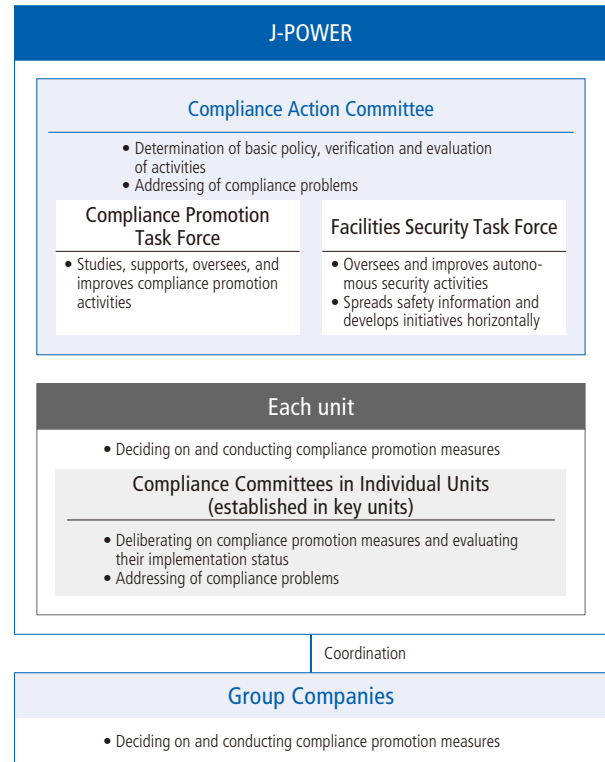 J-POWER
Compliance Action Committee
• Determination of basic policy, verification and evaluation
of activities
• Addressing of compliance problems
Compliance Promotion
Task Force
• Studies, supports, oversees, and
improves compliance promotion
activities
Facilities Security Task Force
• Oversees and improves autono-
mous security activities
• Spreads safety information and
develops initiatives horizontally
Each unit
• Deciding on and conducting compliance promotion measures
Compliance Committees in Individual Units
(established in key units)
• Deliberating on compliance promotion measures and evaluating
their implementation status
• Addressing of compliance problems
Coordination
Group Companies
• Deciding on and conducting compliance promotion measures